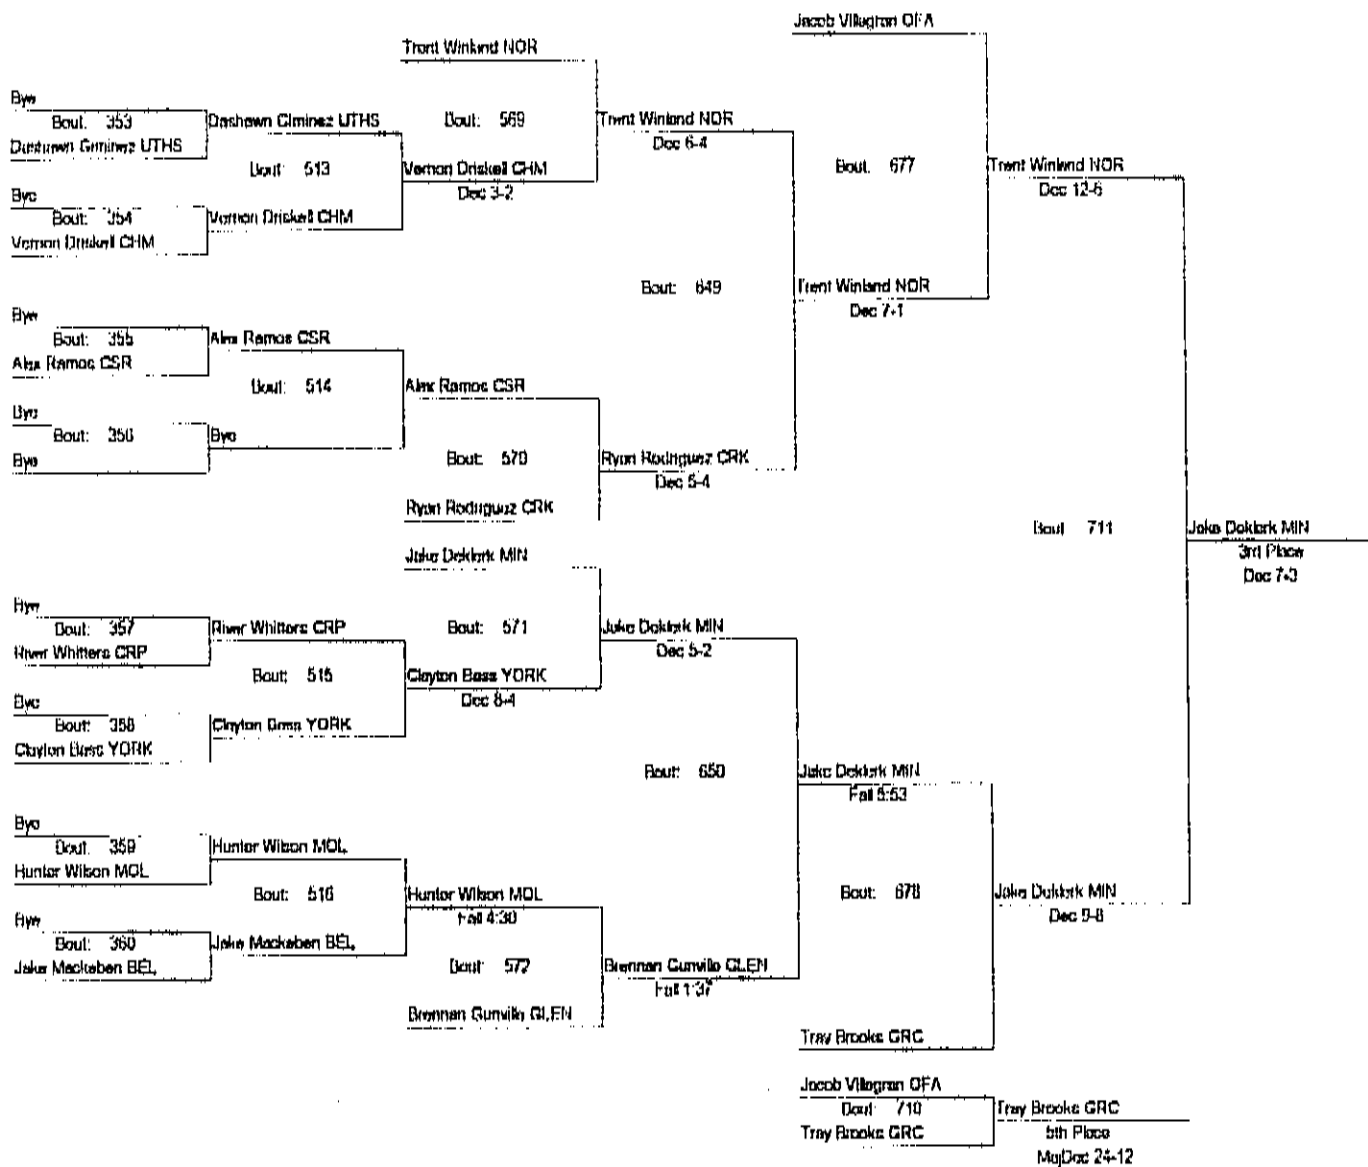 Jacob Villagran OFA
Trent Winland NOR
Bye
Bout: 353
Dashawn Giminez UTHS
Dashawn Giminez UTHS
Bout: 569
Trent Winland NOR
Dec 6-4
Bout: 513
Vernon Driskell CHM
Dec 3-2
Bout: 677
Trent Winland NOR
Dec 12-6
Bye
Bout: 354
Vernon Driskell CHM
Vernon Driskell CHM
Bout: 649
Trent Winland NOR
Dec 7-1
Bye
Bout: 355
Alex Ramos CSR
Alex Ramos CSR
Bout: 514
Alex Ramos CSR
Bye
Bout: 356
Bye
Bye
Bout: 570
Ryan Rodriguez CRK
Dec 5-4
Ryan Rodriguez CRK
Bout 711
Jake Deklerk MIN
3rd Place
Dec 7-3
Jake Deklerk MIN
Bye
Bout: 357
River Whitters CRP
River Whitters CRP
Bout: 571
Jake Deklerk MIN
Dec 5-2
Bout: 515
Clayton Bass YORK
Dec 8-4
Bye
Bout: 358
Clayton Bass YORK
Clayton Bass YORK
Bout: 650
Jake Deklerk MIN
Fall 5:53
Bye
Bout: 359
Hunter Wilson MOL
Hunter Wilson MOL
Bout: 516
Hunter Wilson MOL
Fall 4:30
Bout: 678
Jake Deklerk MIN
Dec 9-8
Bye
Bout: 360
Jake Mackeben BEL
Jake Mackeben BEL
Bout: 572
Brennan Gunville GLEN
Fall 1:37
Brennan Gunville GLEN
Tray Brooks GRC
Jacob Villagran OFA
Bout: 710
Tray Brooks GRC
Tray Brooks GRC
5th Place
MajDec 24-12